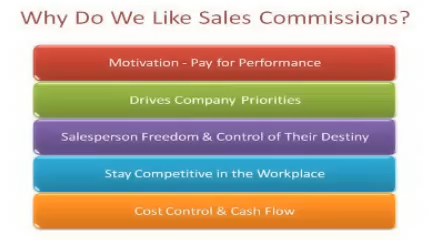 Why Do We Like Sales Commissions?
Motivation - Pay for Performance
Drives Company Priorities
Salesperson Freedom & Control of Their Destiny
Stay Competitive in the Workplace
Cost Control & Cash Flow